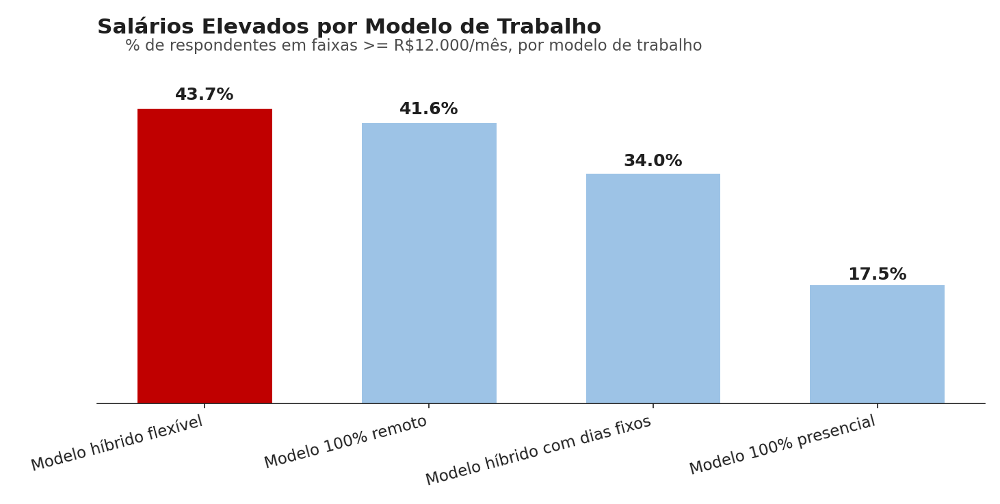 Salários Elevados por Modelo de Trabalho
% de respondentes em faixas >= R$12.000/mês, por modelo de trabalho
43.7%
41.6%
34.0%
17.5%
Modelo híbrido flexível
Modelo 100% remoto
Modelo híbrido com dias fixos
Modelo 100% presencial